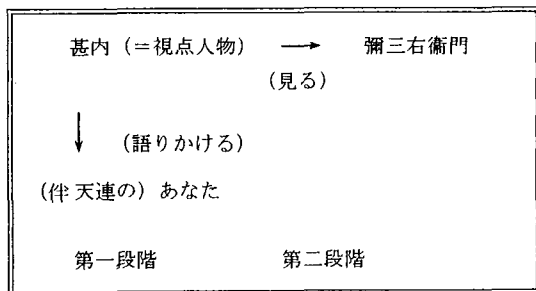 甚内(=視点人物) → 彌三右衞門
(見る)
↓ (語りかける)
(伴天連の) あなた
第一段階 第二段階